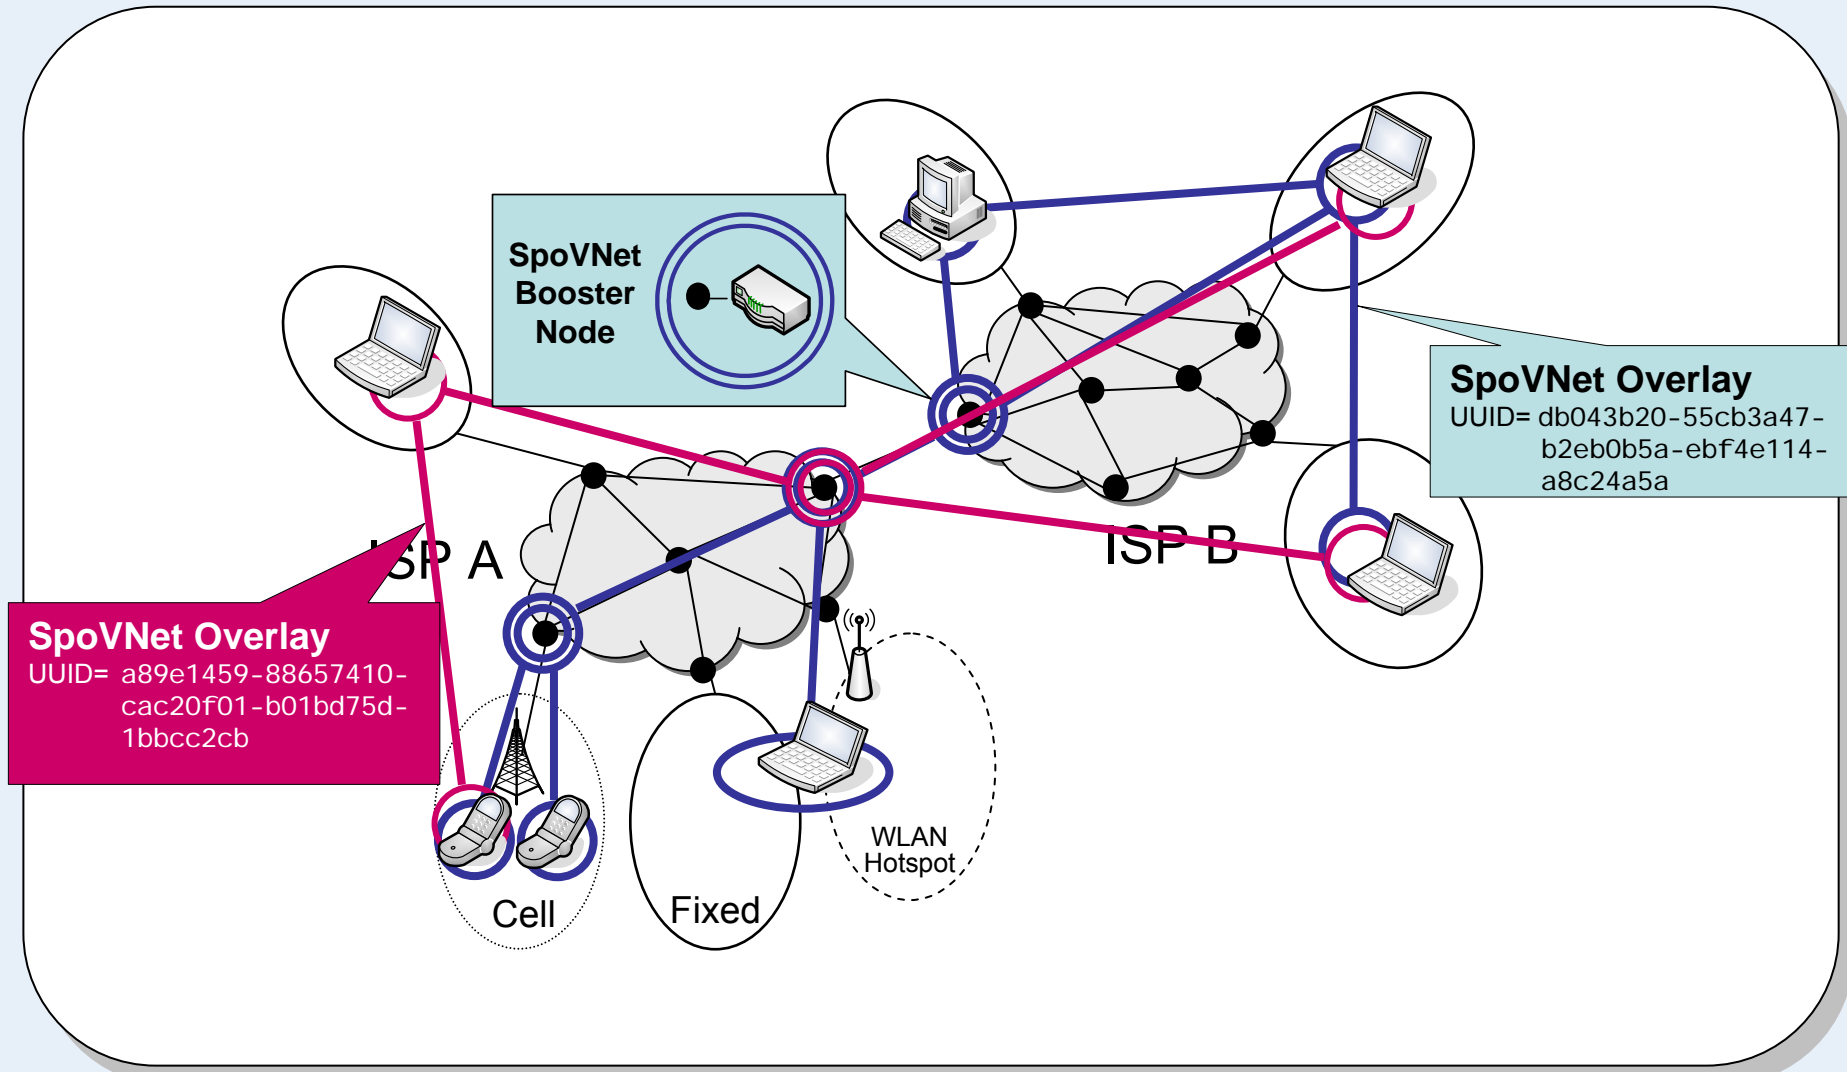 SpoVNet
Booster
Node
SpoVNet Overlay
UUID= db043b20-55cb3a47-
b2eb0b5a-ebf4e114-
a8c24a5a
ISP A
ISP B
SpoVNet Overlay
UUID= a89e1459-88657410-
cac20f01-b01bd75d-
1bbcc2cb
WLAN
Hotspot
Cell
Fixed